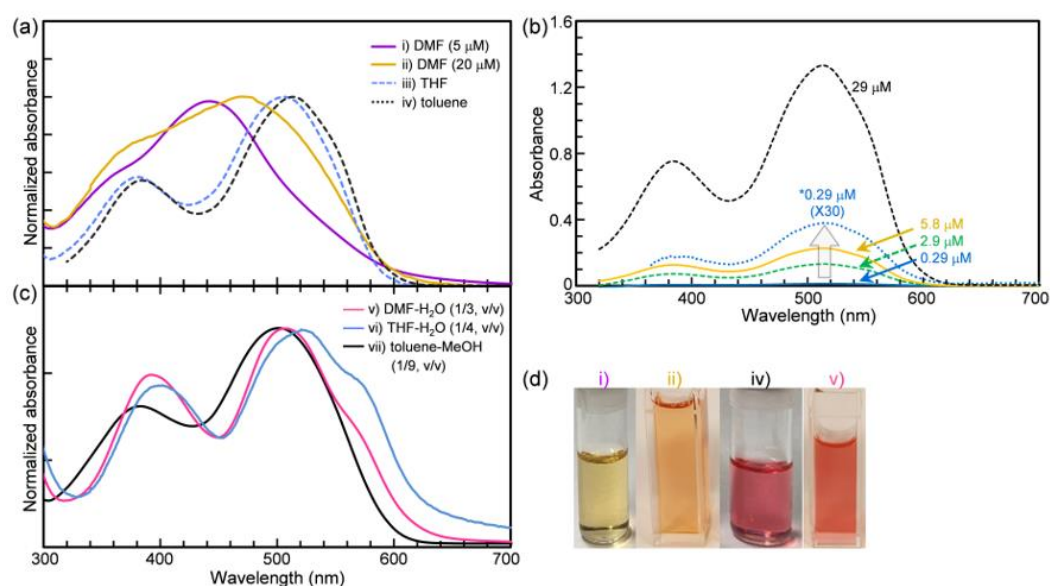 (a)
i) DMF (5 μM)
ii) DMF (20 μM)
iii) THF
iv) toluene
Normalized absorbance
(b)
1.6
1.2
0.8
0.4
0
Absorbance
29 μM
*0.29 μM
(X30)
5.8 μM
2.9 μM
0.29 μM
300 400 500 600 700
Wavelength (nm)
(c)
v) DMF-H₂O (1/3, v/v)
vi) THF-H₂O (1/4, v/v)
vii) toluene-MeOH
(1/9, v/v)
Normalized absorbance
300 400 500 600 700
Wavelength (nm)
(d)
i) ii) iv) v)